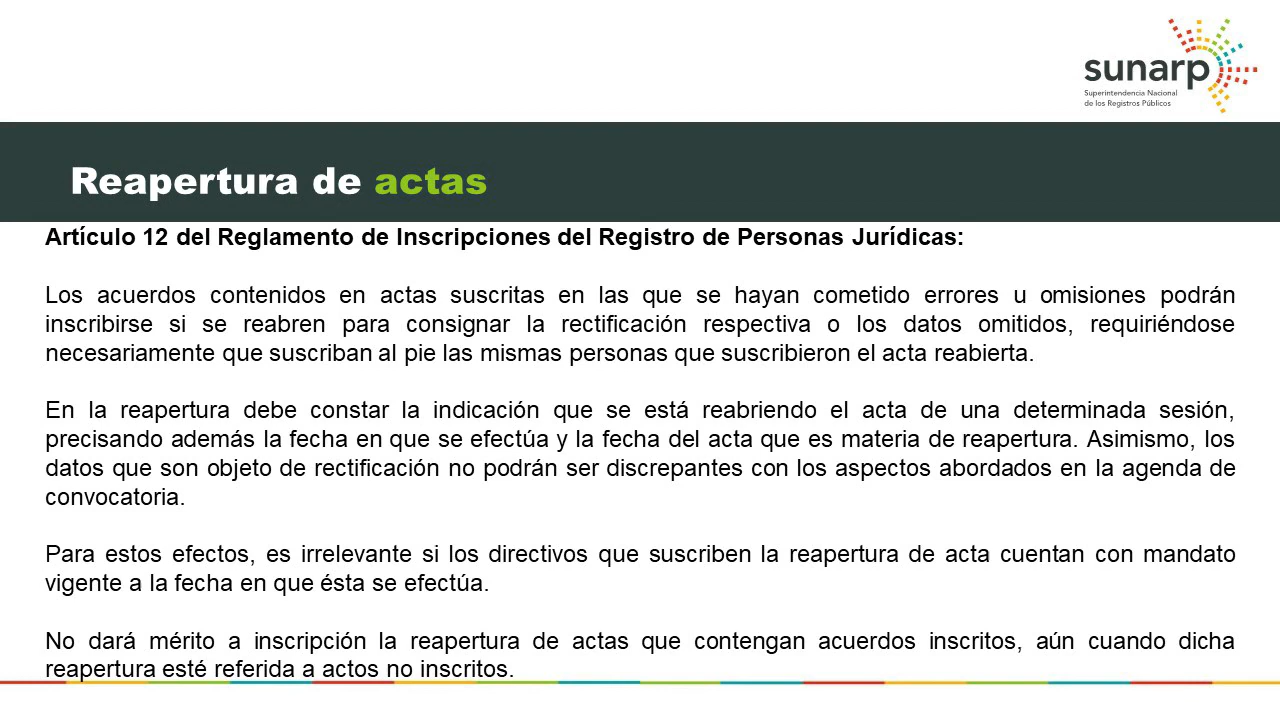 sunarp
Superintendencia Nacional
de los Registros Públicos
Reapertura de actas
Artículo 12 del Reglamento de Inscripciones del Registro de Personas Jurídicas:
Los acuerdos contenidos en actas suscritas en las que se hayan cometido errores u omisiones podrán
inscribirse si se reabren para consignar la rectificación respectiva o los datos omitidos, requiriéndose
necesariamente que suscriban al pie las mismas personas que suscribieron el acta reabierta.
En la reapertura debe constar la indicación que se está reabriendo el acta de una determinada sesión,
precisando además la fecha en que se efectúa y la fecha del acta que es materia de reapertura. Asimismo, los
datos que son objeto de rectificación no podrán ser discrepantes con los aspectos abordados en la agenda de
convocatoria.
Para estos efectos, es irrelevante si los directivos que suscriben la reapertura de acta cuentan con mandato
vigente a la fecha en que ésta se efectúa.
No dará mérito a inscripción la reapertura de actas que contengan acuerdos inscritos, aún cuando dicha
reapertura esté referida a actos no inscritos.